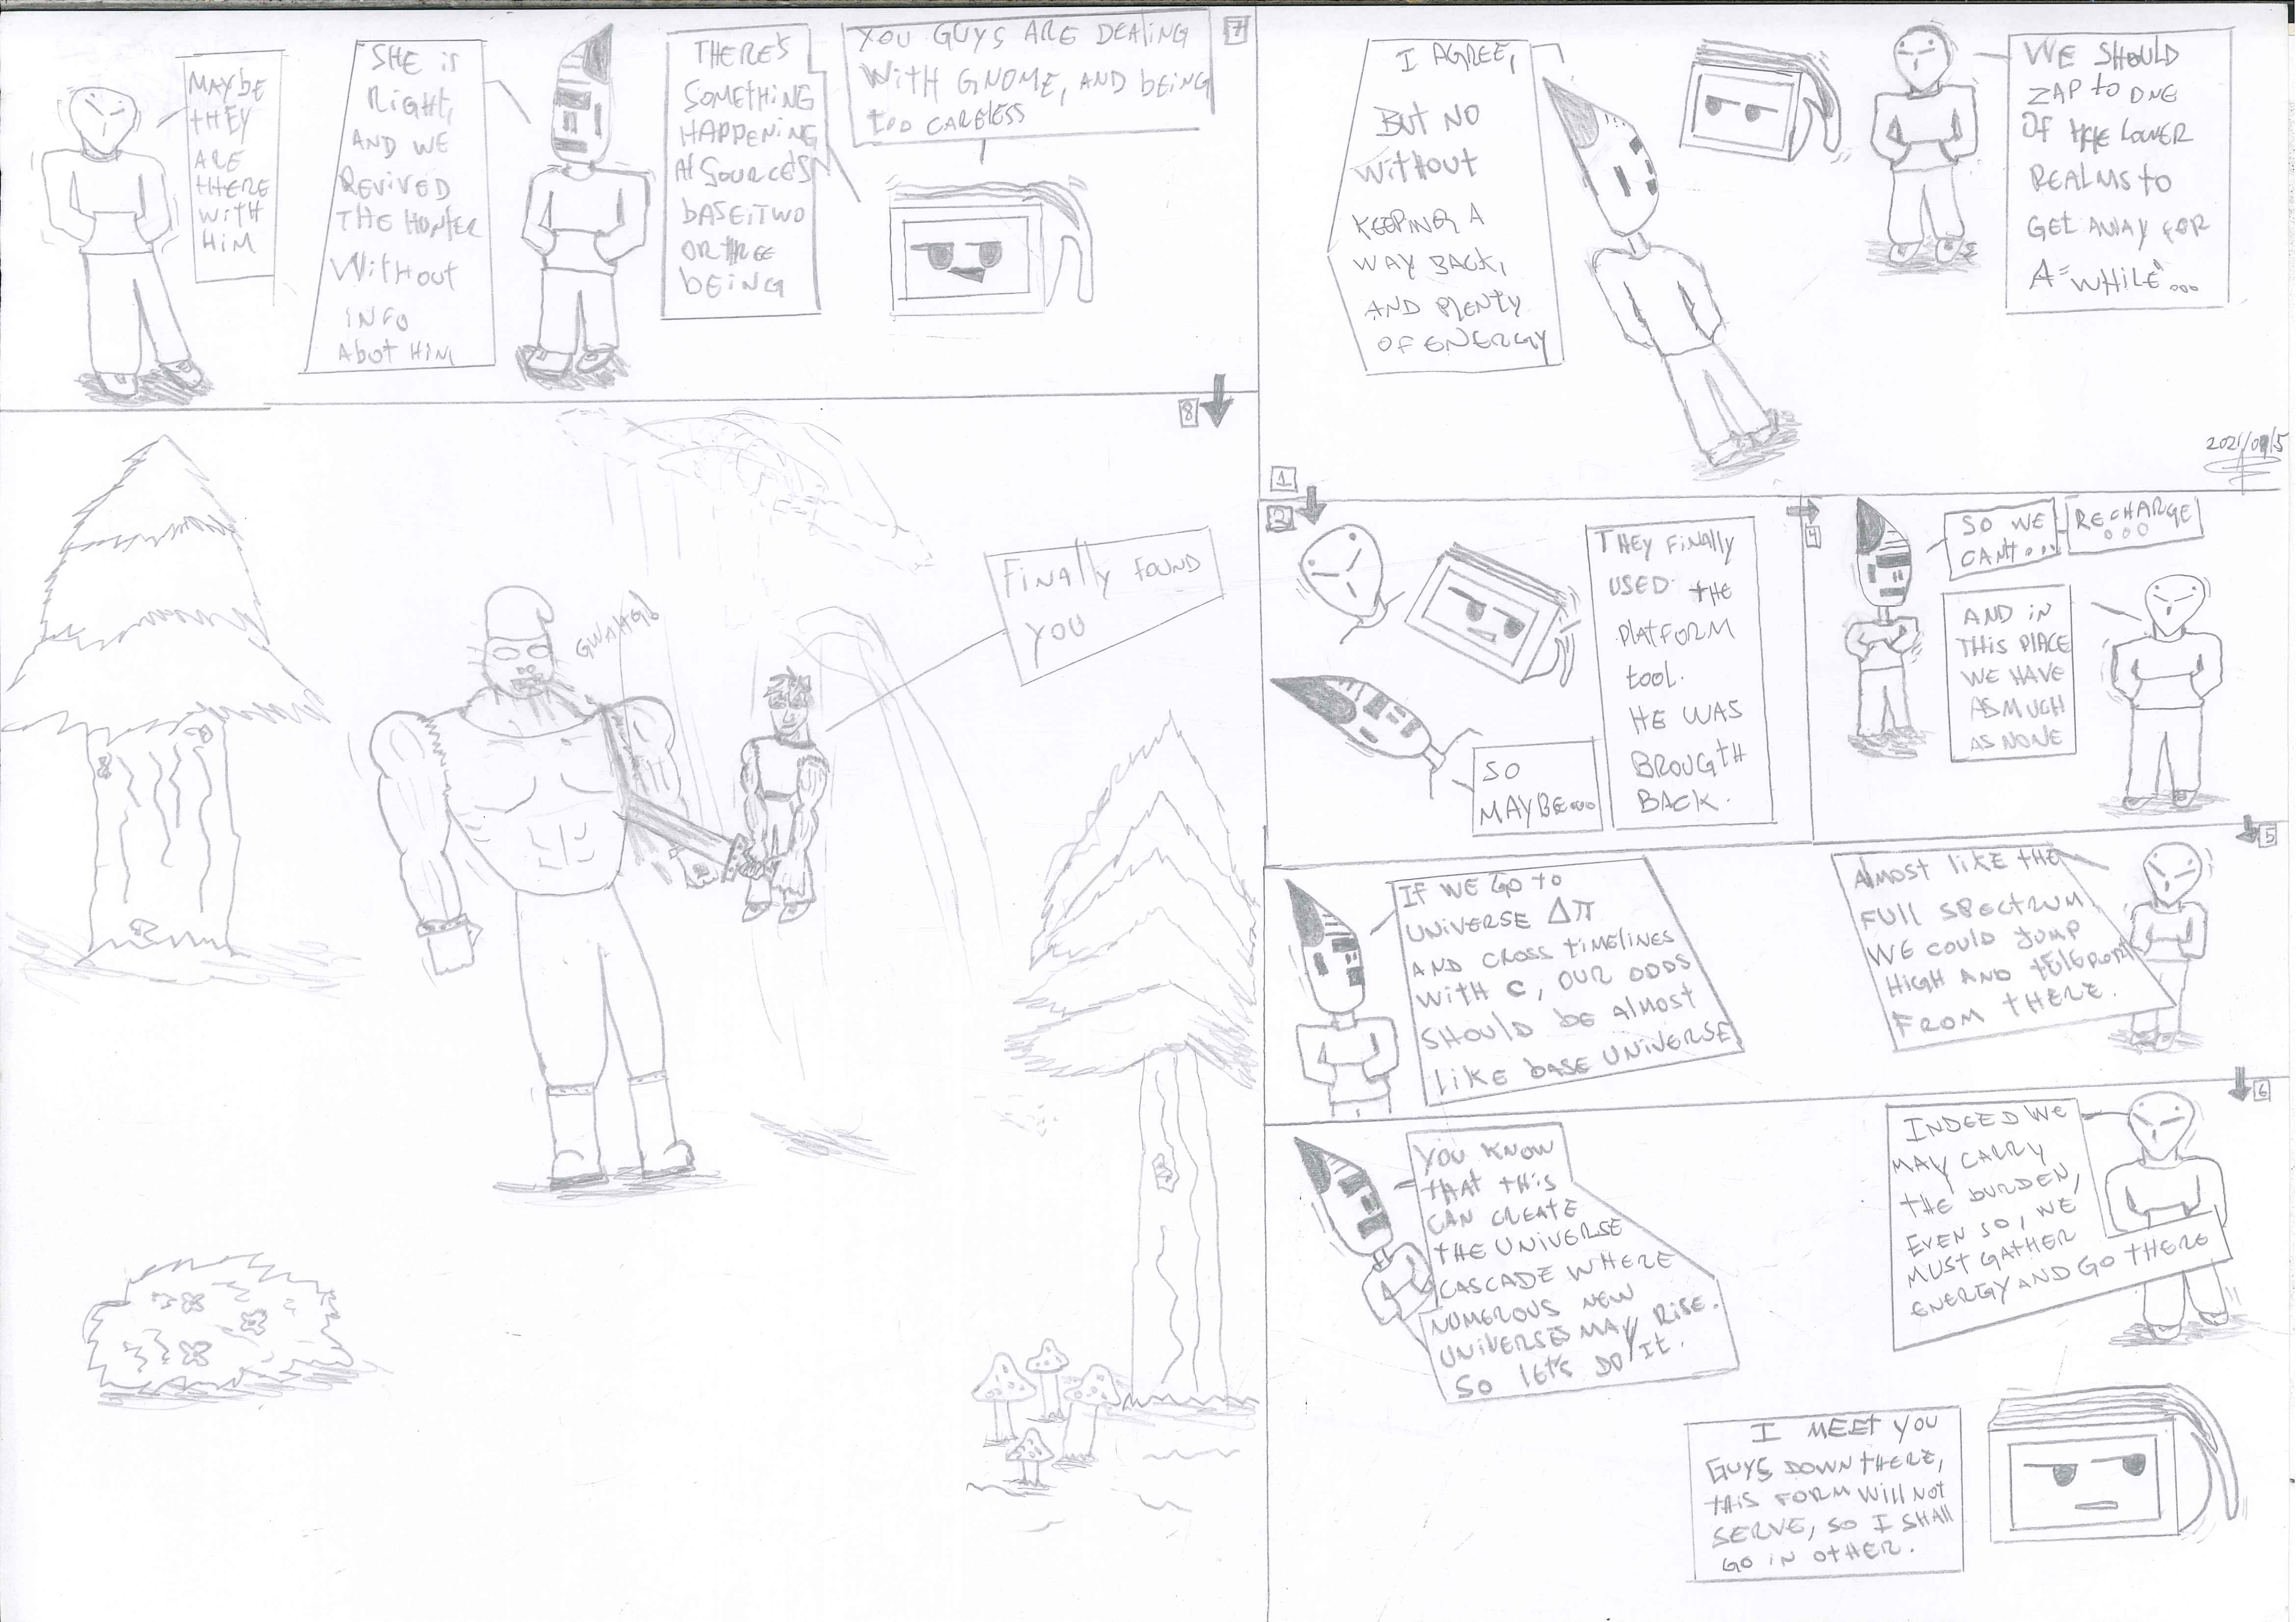 1
WE SHOULD
ZAP to ONE
OF tHE LOWER
REALMS to
GET AWAY FOR
A "WHILE"...
I AGREE,
BUT NO
WitHOUT
KEEPING A
WAY BACK,
AND PLENTY
OF ENERGY
2
THEY FINAlly
USED tHE
PlAtFORM
tool.
HE WAS
BROUGtH
BACK.
SO
MAYBE...
4
SO WE
CANt...
RECHARGE
...
AND iN
THIS PlACE
WE HAVE
AS MUCH
AS NONE
5
IF WE GO to
UNiVERSE Δπ
AND CROSS tiMELINES
WitH C, OUR ODDS
SHOULD bE Almost
liKE bASE UNiVERSE
Almost likE tHE
FUll SPECtRUM
WE COULD JUMP
HIGH AND tElEPORt
FROM tHERE.
6
YOU KNOW
tHAt tHiS
CAN CREAtE
tHE UNiVERSE
CASCADE WHERE
NUMEROUS NEW
UNiVERSES MAY RiSE.
SO lEt's DO It.
INDEED WE
MAY CARRY
tHE bURDEN,
EVEN SO, WE
MUST GAtHER
ENERGY AND GO tHERE
I MEEt YOU
GUYS DOWN tHERE,
tHiS FORM Will NOt
SERVE, SO I SHAll
GO iN OtHER.
7
YOU GUYS ARE DEAliNG
WitH GNOME, AND bEiNG
too CARElESS
THERE'S
SOMEtHiNG
HAPPENiNG
At SOURCE'S
bASE; tWO
OR tHREE
bEiNG
SHE is
RiGHt,
AND WE
REViVED
tHE HUNtER
WitHout
iNFO
Abot HiM
MAYbE
tHEY
ARE
tHERE
WitH
HiM
8
GWAHG!
FiNAlly FOUND
YOU
2021/09/15